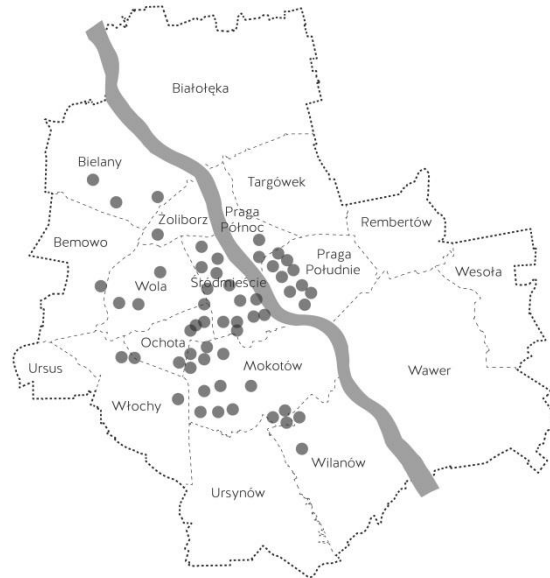 Białołęka
Bielany
Targówek
Żoliborz
Praga
Północ
Rembertów
Bemowo
Praga
Południe
Wesoła
Wola
Śródmieście
Ochota
Ursus
Mokotów
Wawer
Włochy
Wilanów
Ursynów